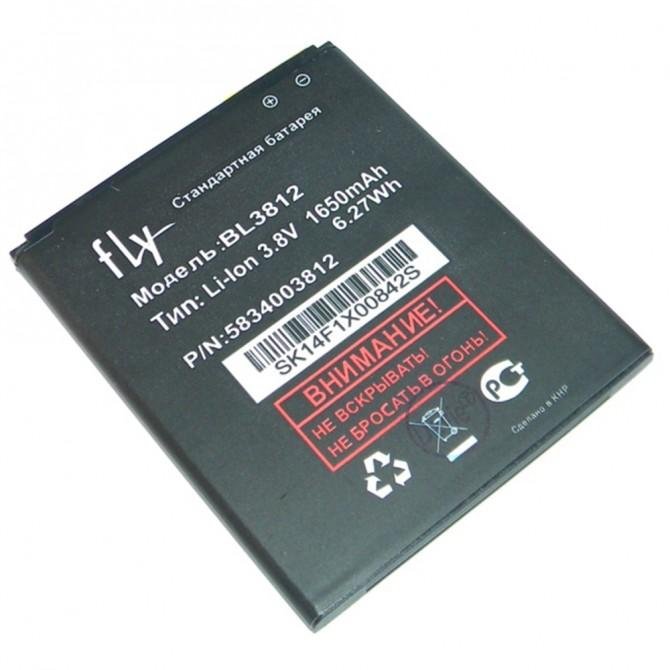 fly
Стандартная батарея
Модель:BL3812
Тип: Li-Ion 3.8V 1650mAh
6.27Wh
P/N:5834003812
SK14F1X00842S
ВНИМАНИЕ!
НЕ ВСКРЫВАТЬ!
НЕ БРОСАТЬ В ОГОНЬ!
РСТ
Сделано в КНР